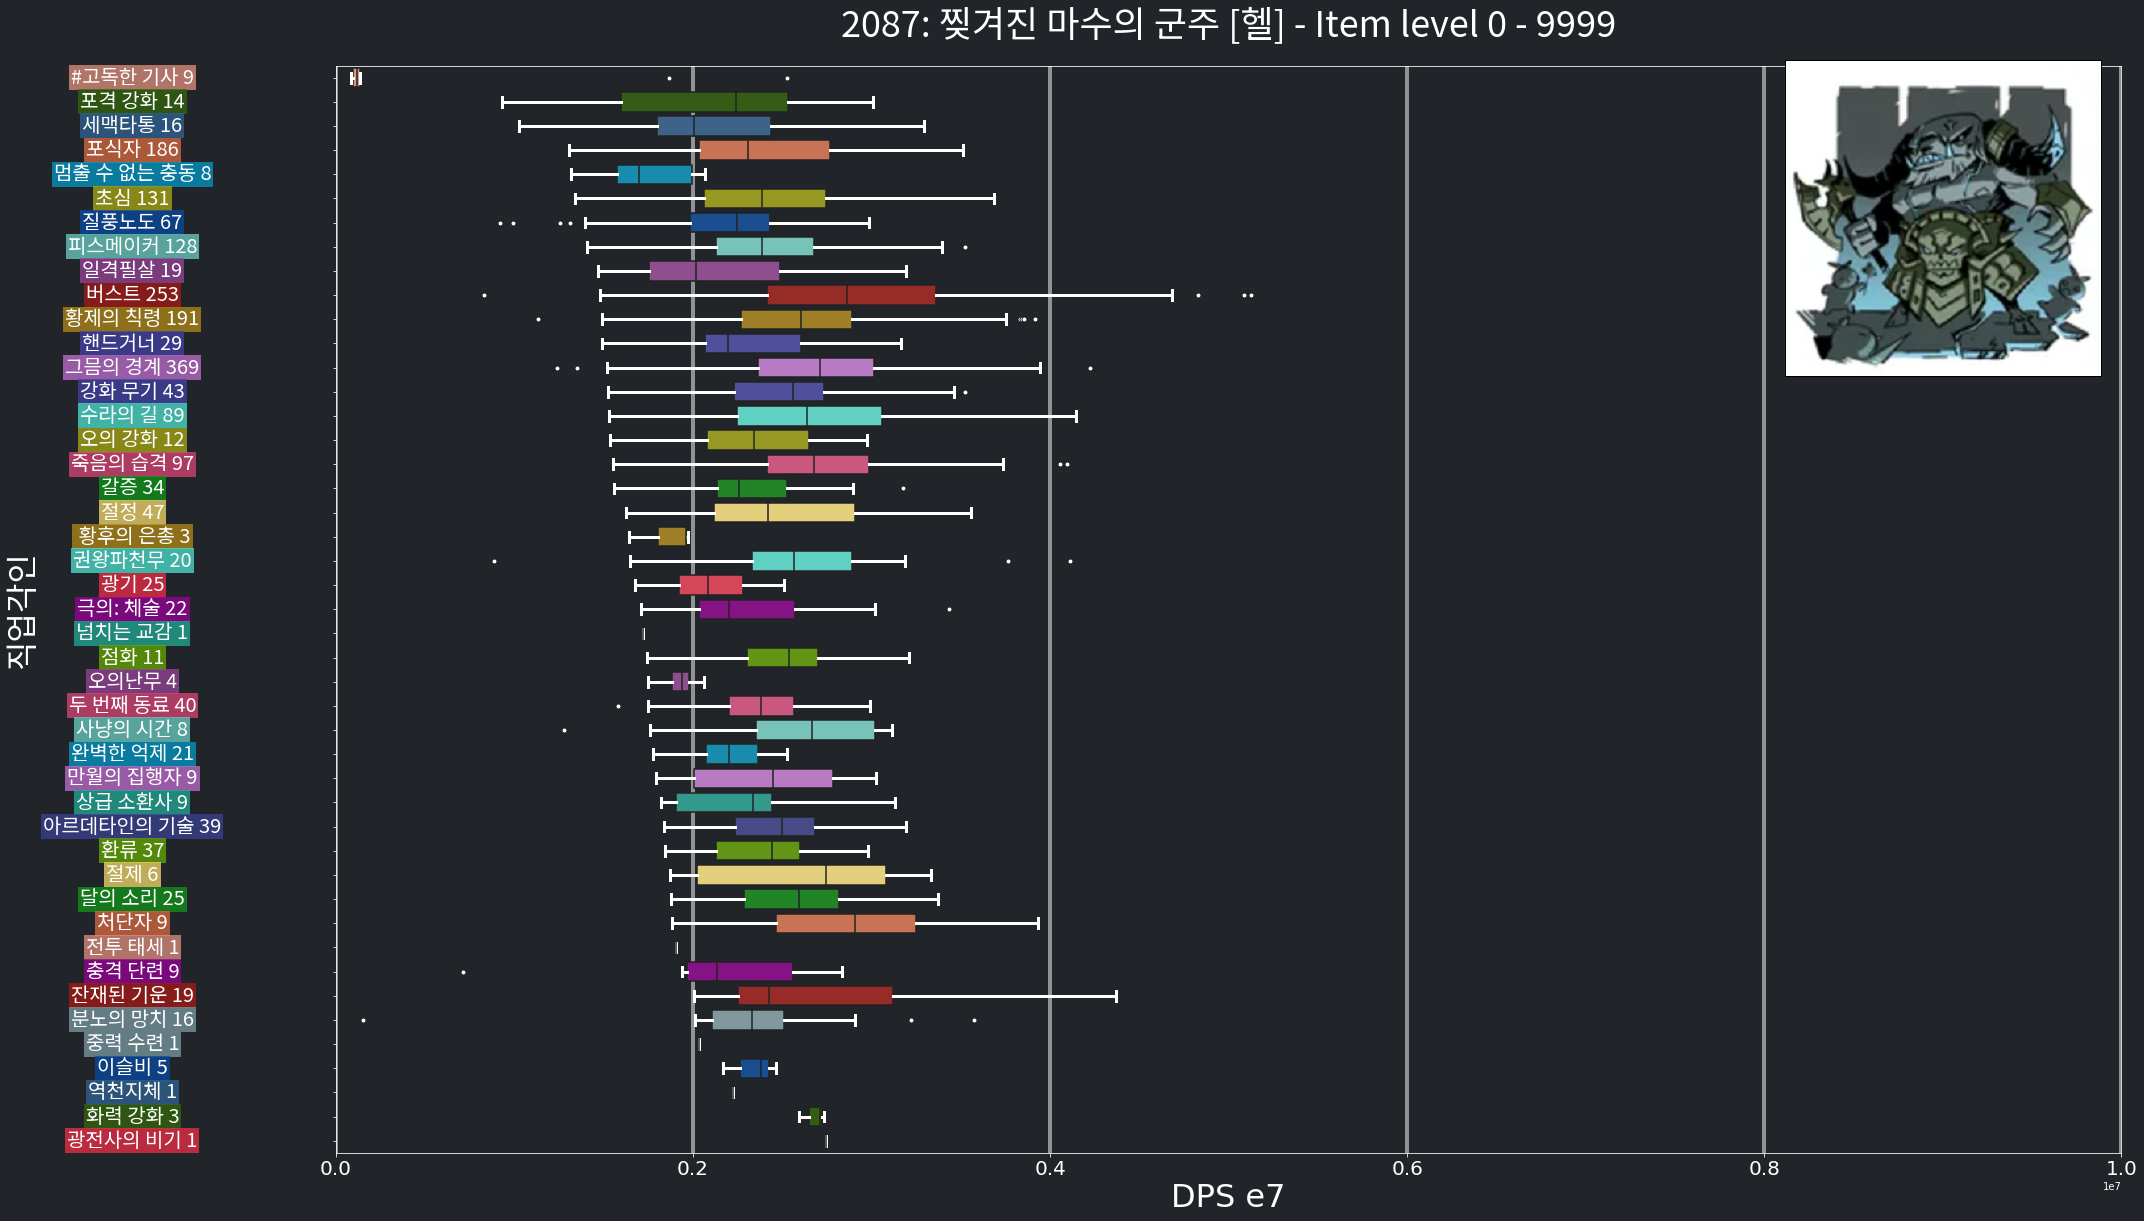 2087: 찢겨진 마수의 군주 [헬] - Item level 0 - 9999
#고독한 기사 9
포격 강화 14
세맥타통 16
포식자 186
멈출 수 없는 충동 8
초심 131
질풍노도 67
피스메이커 128
일격필살 19
버스트 253
황제의 칙령 191
핸드거너 29
그믐의 경계 369
강화 무기 43
수라의 길 89
오의 강화 12
죽음의 습격 97
갈증 34
절정 47
황후의 은총 3
권왕파천무 20
광기 25
극의: 체술 22
넘치는 교감 1
점화 11
오의난무 4
두 번째 동료 40
사냥의 시간 8
완벽한 억제 21
만월의 집행자 9
상급 소환사 9
아르데타인의 기술 39
환류 37
절제 6
달의 소리 25
처단자 9
전투 태세 1
충격 단련 9
잔재된 기운 19
분노의 망치 16
중력 수련 1
이슬비 5
역천지체 1
화력 강화 3
광전사의 비기 1
직업각인
0.0 0.2 0.4 0.6 0.8 1.0
1e7
DPS e7